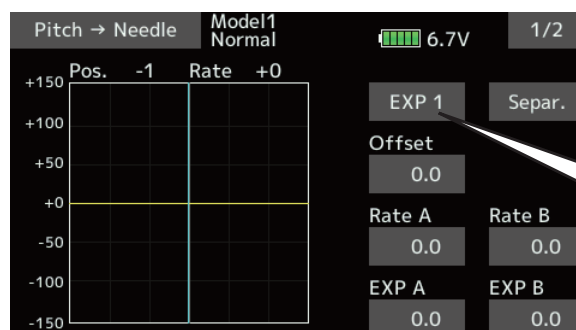 Pitch → Needle
Model1
Normal
6.7V
1/2
Pos. -1 Rate +0
+150
+100
+50
+0
-50
-100
-150
EXP 1
Separ.
Offset
0.0
Rate A
Rate B
0.0
0.0
EXP A
EXP B
0.0
0.0